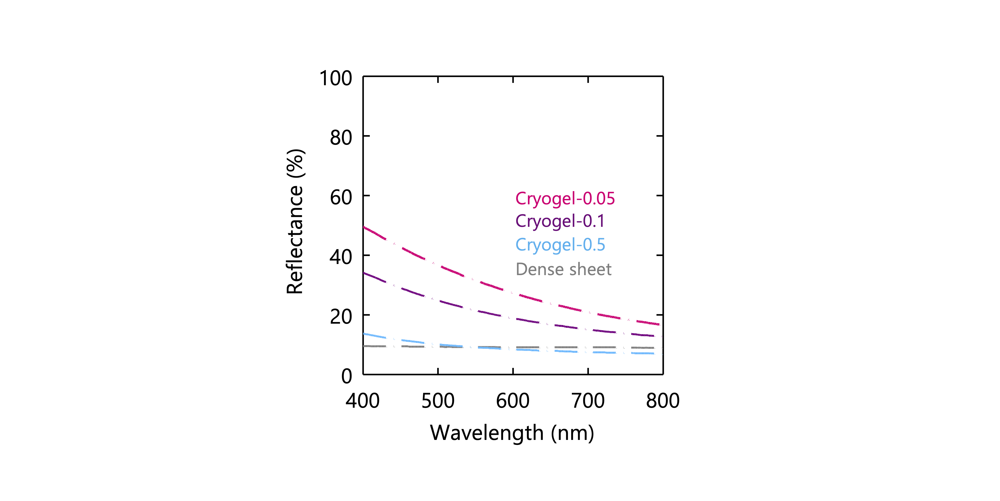 100
80
60
40
20
0
Reflectance (%)
Cryogel-0.05
Cryogel-0.1
Cryogel-0.5
Dense sheet
400 500 600 700 800
Wavelength (nm)